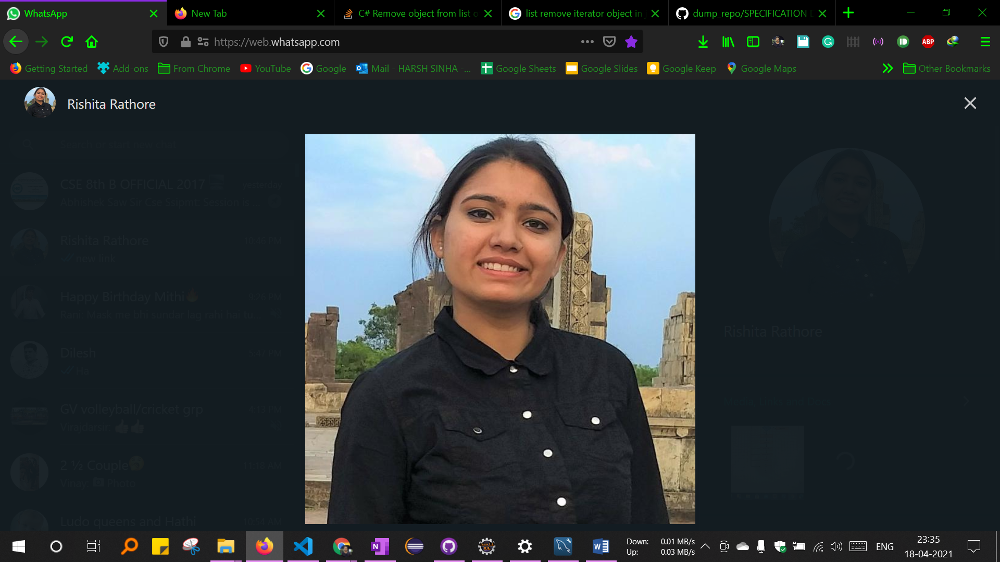 WhatsApp
New Tab
C# Remove object from list o
list remove iterator object in j
dump_repo/SPECIFICATION D
https://web.whatsapp.com
ABP
Getting Started
Add-ons
From Chrome
YouTube
Google
Mail - HARSH SINHA -...
Google Sheets
Google Slides
Google Keep
Google Maps
Other Bookmarks
Rishita Rathore
Search or start new chat
CSE 8th B OFFICIAL 2017
yesterday
Abhishek Saw Sir Cse Ssipmt: Session is ...
Rishita Rathore
10:46 PM
new link
Happy Birthday Mithi
9:26 PM
Rani: Mask me bhi sundar lag rahi hai tu...
Dilesh
5:47 PM
Ha
GV volleyball/cricket grp
4:13 PM
Virajdarsir:
2 ½ Couple
11:18 AM
Vinay: Photo
Ludo queens and Hathi
10:54 AM
Rishita Rathore
Media, Links and Docs
Down: 0.01 MB/s
Up: 0.03 MB/s
ENG
23:35
18-04-2021